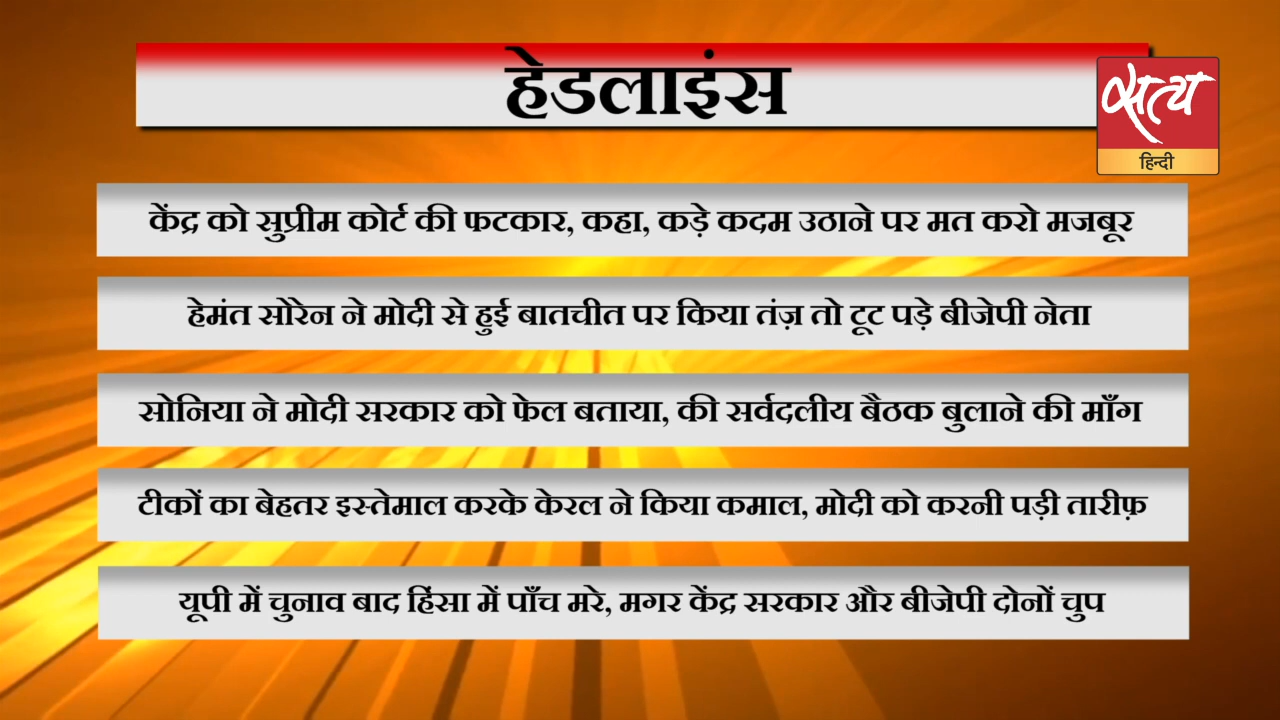 हेडलाइंस
सत्य
हिन्दी
केंद्र को सुप्रीम कोर्ट की फटकार, कहा, कड़े कदम उठाने पर मत करो मजबूर
हेमंत सोरेन ने मोदी से हुई बातचीत पर किया तंज़ तो टूट पड़े बीजेपी नेता
सोनिया ने मोदी सरकार को फेल बताया, की सर्वदलीय बैठक बुलाने की माँग
टीकों का बेहतर इस्तेमाल करके केरल ने किया कमाल, मोदी को करनी पड़ी तारीफ़
यूपी में चुनाव बाद हिंसा में पाँच मरे, मगर केंद्र सरकार और बीजेपी दोनों चुप